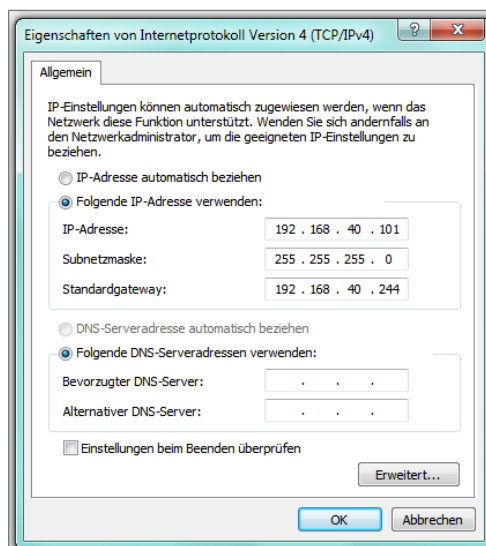 Eigenschaften von Internetprotokoll Version 4 (TCP/IPv4)
Allgemein
IP-Einstellungen können automatisch zugewiesen werden, wenn das
Netzwerk diese Funktion unterstützt. Wenden Sie sich andernfalls an
den Netzwerkadministrator, um die geeigneten IP-Einstellungen zu
beziehen.
IP-Adresse automatisch beziehen
Folgende IP-Adresse verwenden:
IP-Adresse: 192 . 168 . 40 . 101
Subnetzmaske: 255 . 255 . 255 . 0
Standardgateway: 192 . 168 . 40 . 244
DNS-Serveradresse automatisch beziehen
Folgende DNS-Serveradressen verwenden:
Bevorzugter DNS-Server: . . .
Alternativer DNS-Server: . . .
Einstellungen beim Beenden überprüfen
Erweitert...
OK Abbrechen